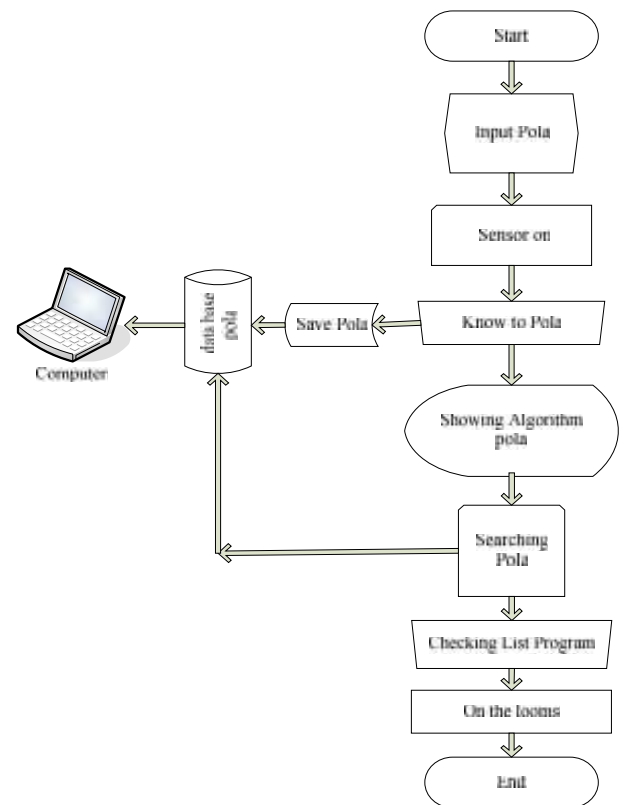 Start
Input Pola
Sensor on
Know to Pola
Save Pola
data base
pola
Computer
Showing Algorithm
pola
Searching
Pola
Checking List Program
On the looms
End